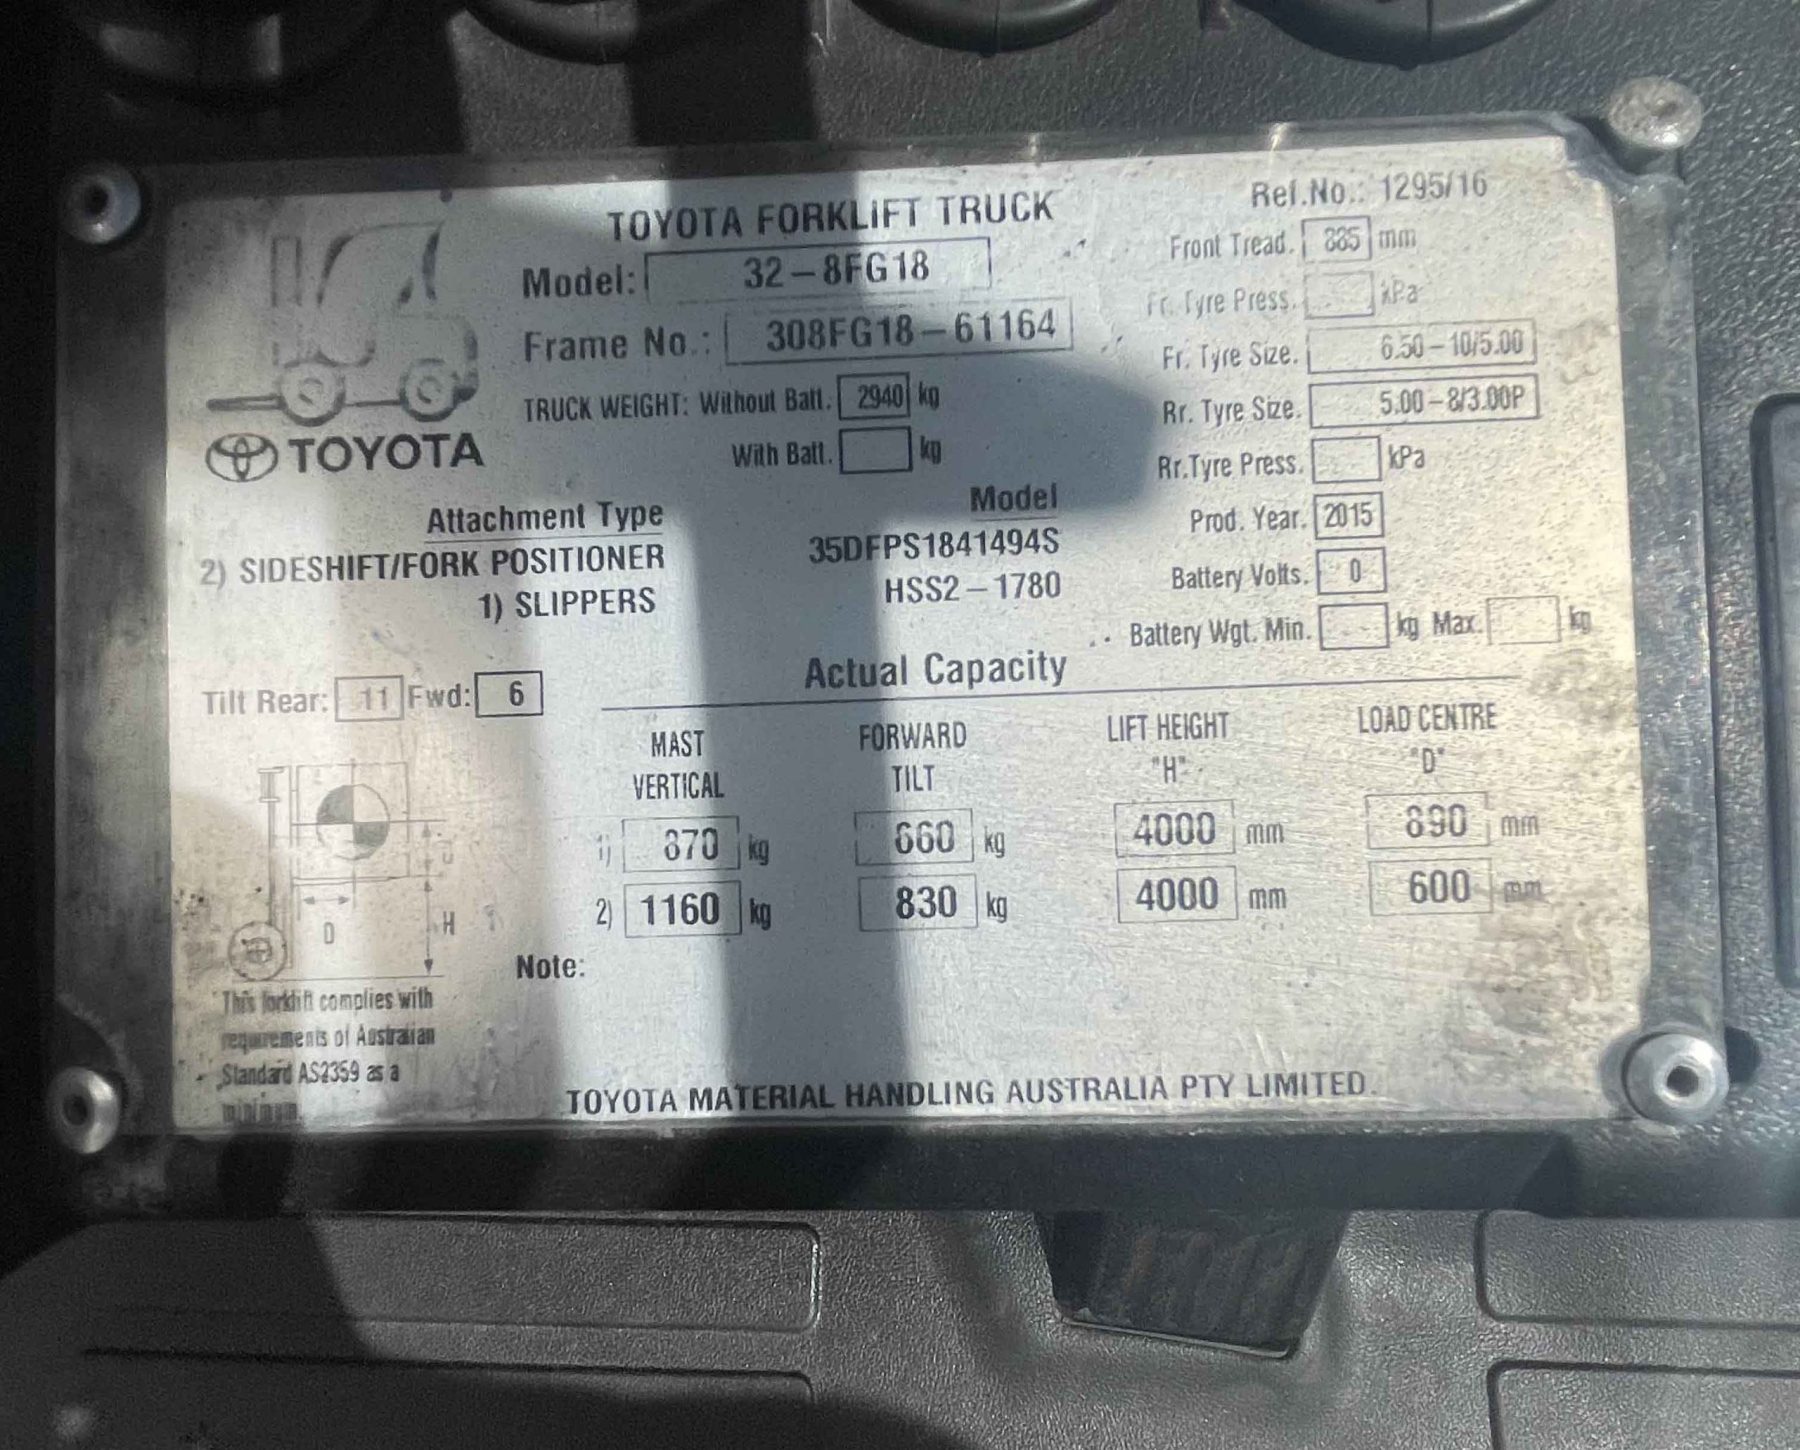 TOYOTA FORKLIFT TRUCK
Ref.No.: 1295/16
Model: 32-8FG18
Front Tread. 885 mm
Frame No.: 308FG18-61164
Fr. Tyre Press. kPa
Fr. Tyre Size. 6.50-10/5.00
TRUCK WEIGHT: Without Batt. 2940 kg
Rr. Tyre Size. 5.00-8/3.00P
TOYOTA
With Batt. kg
Rr.Tyre Press. kPa
Attachment Type Model
Prod. Year. 2015
2) SIDESHIFT/FORK POSITIONER 35DFPS1841494S
Battery Volts. 0
1) SLIPPERS HSS2-1780
Battery Wgt. Min. kg Max. kg
Actual Capacity
Tilt Rear: 11 Fwd: 6
MAST VERTICAL
FORWARD TILT
LIFT HEIGHT "H"
LOAD CENTRE "D"
1) 870 kg 660 kg 4000 mm 890 mm
2) 1160 kg 830 kg 4000 mm 600 mm
D
H
Note:
This forklift complies with
requirements of Australian
Standard AS2359 as a
minimum.
TOYOTA MATERIAL HANDLING AUSTRALIA PTY LIMITED.